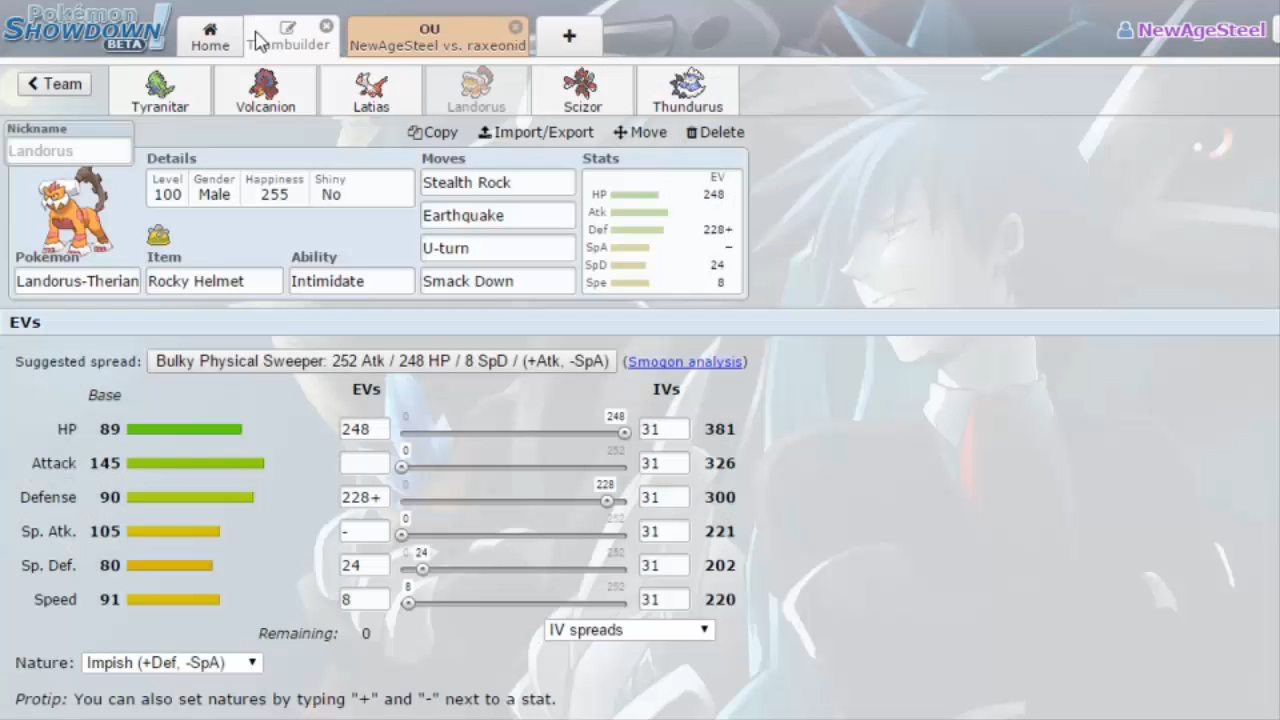 Pokémon
SHOWDOWN!
BETA
Home
Teambuilder
OU
NewAgeSteel vs. raxeonid
+
NewAgeSteel
Team
Tyranitar
Volcanion
Latias
Landorus
Scizor
Thundurus
Copy
Import/Export
Move
Delete
Nickname
Landorus
Details
Level Gender Happiness Shiny
100 Male 255 No
Moves
Stealth Rock
Earthquake
U-turn
Smack Down
Stats
EV
HP 248
Atk
Def 228+
SpA –
SpD 24
Spe 8
Pokémon
Landorus-Therian
Item
Rocky Helmet
Ability
Intimidate
EVs
Suggested spread: Bulky Physical Sweeper: 252 Atk / 248 HP / 8 SpD / (+Atk, -SpA) (Smogon analysis)
Base EVs IVs
HP 89 248 0 248 31 381
Attack 145 0 252 31 326
Defense 90 228+ 0 228 31 300
Sp. Atk. 105 - 0 252 31 221
Sp. Def. 80 24 0 24 252 31 202
Speed 91 8 8 252 31 220
Remaining: 0
IV spreads
Nature: Impish (+Def, -SpA)
Protip: You can also set natures by typing "+" and "-" next to a stat.